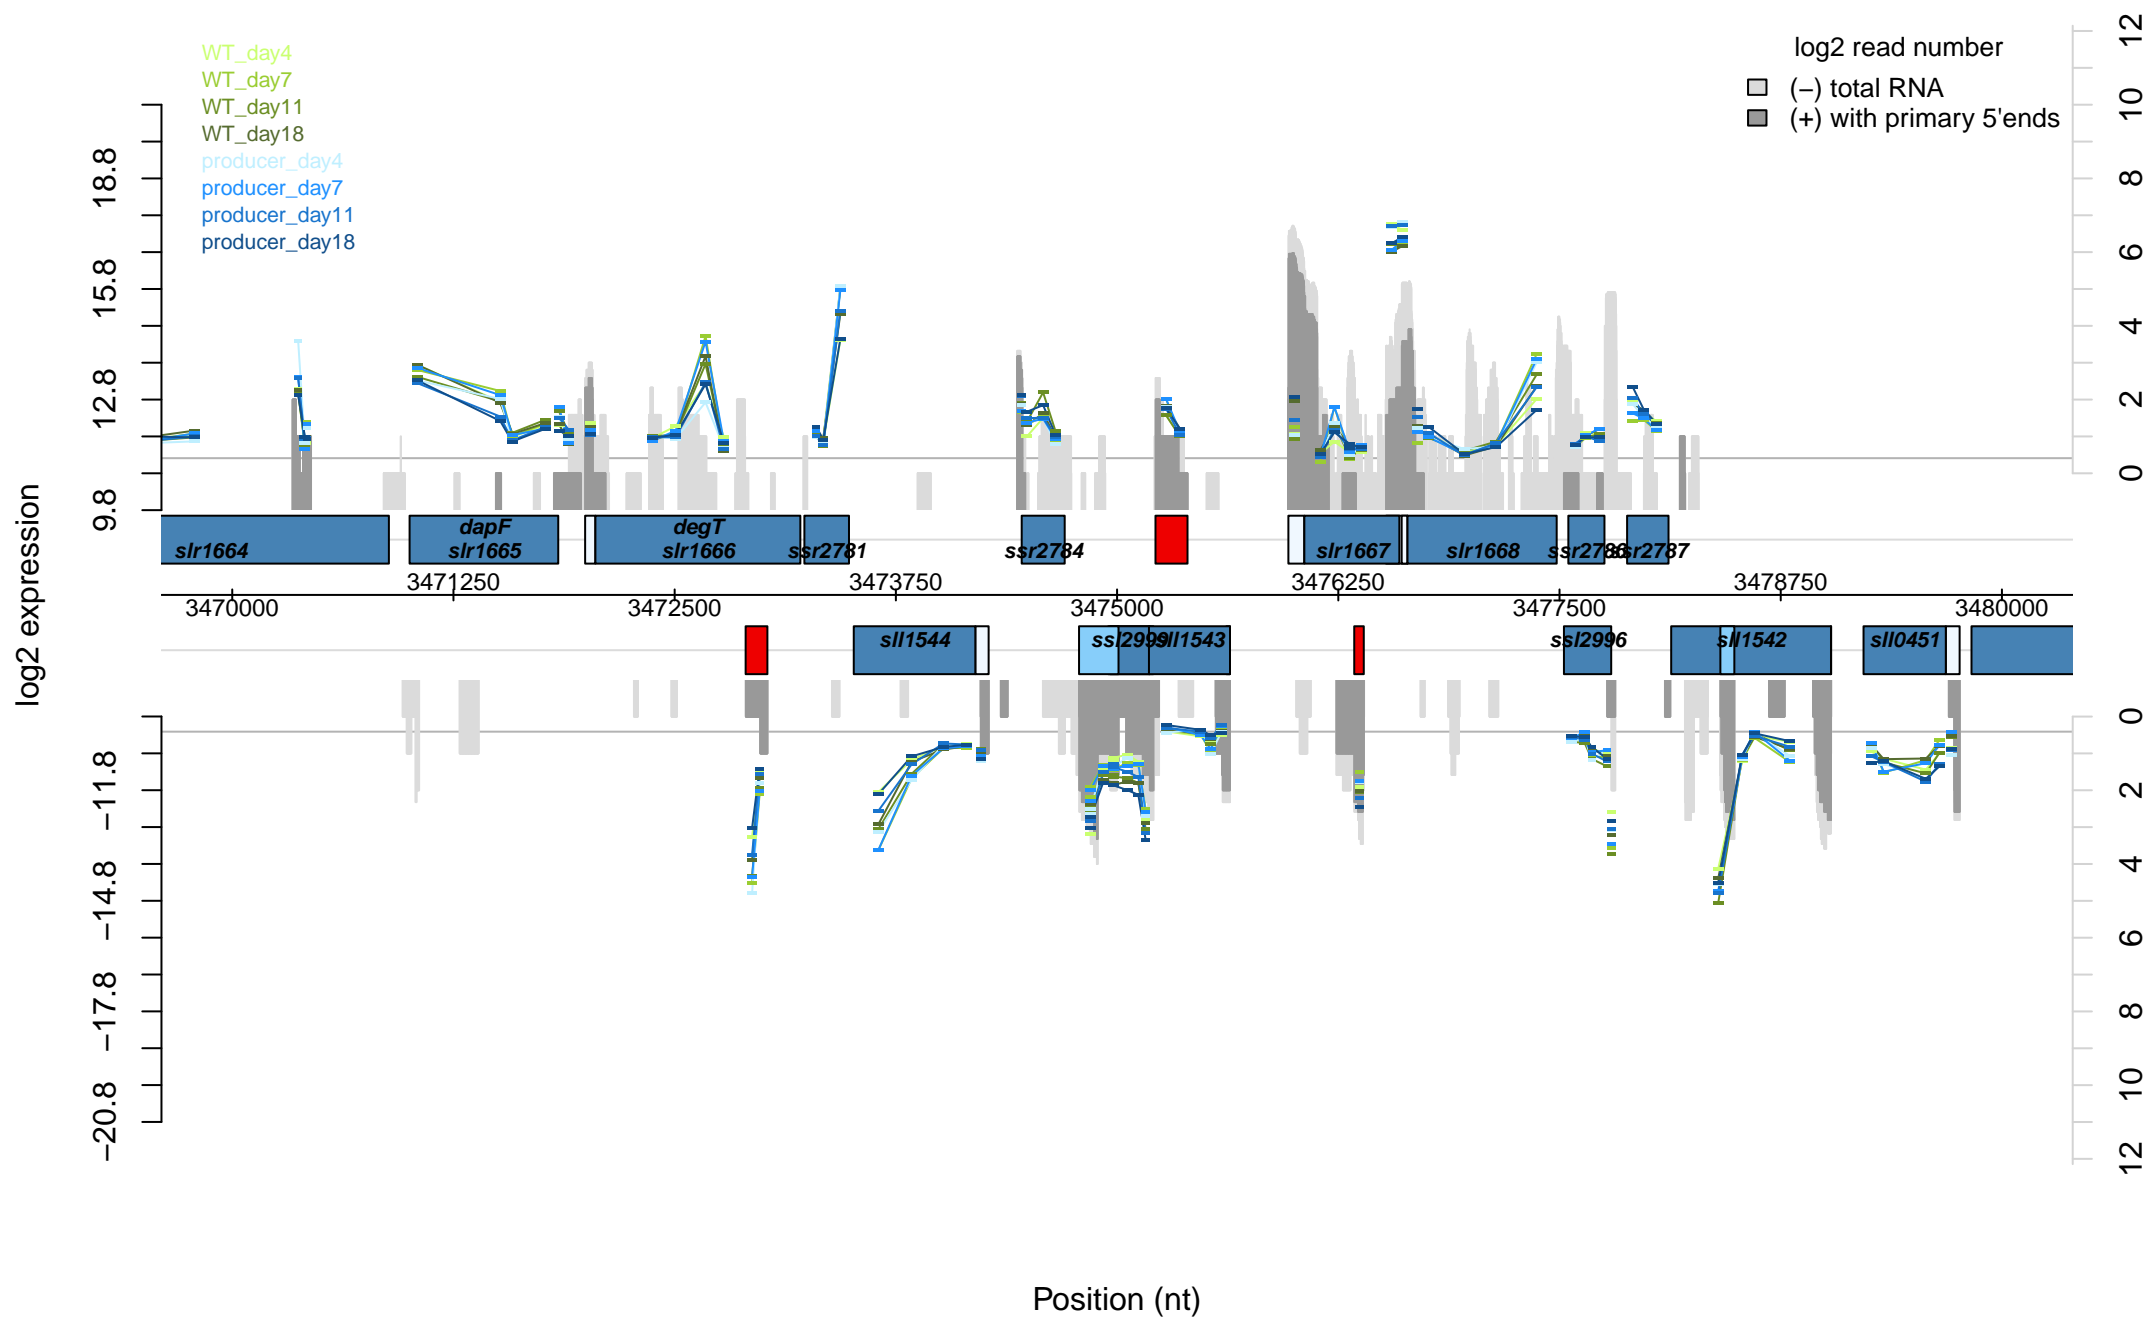 WT_day4
WT_day7
WT_day11
WT_day18
producer_day4
producer_day7
producer_day11
producer_day18
log2 read number
(−) total RNA
(+) with primary 5'ends
log2 expression
18.8
15.8
12.8
9.8
12
10
8
6
4
2
0
dapF
degT
slr1664
slr1665
slr1666
ssr2781
ssr2784
slr1667
slr1668
ssr2786
ssr2787
3471250
3473750
3476250
3478750
3470000
3472500
3475000
3477500
3480000
sll1544
ssl2999
sll1543
ssl2996
sll1542
sll0451
−11.8
−14.8
−17.8
−20.8
0
2
4
6
8
10
12
Position (nt)